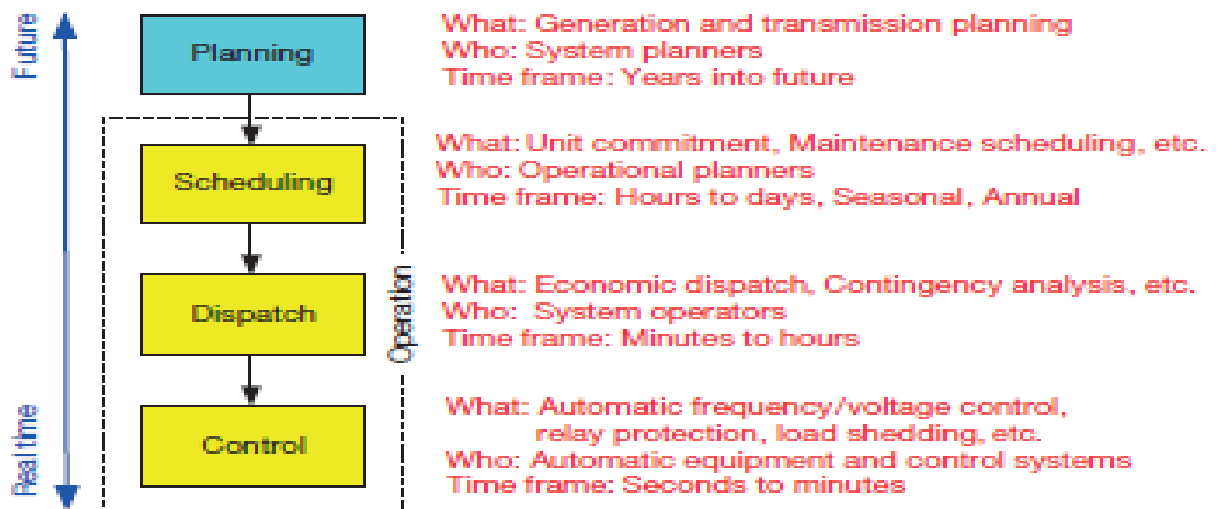 Future
Planning
What: Generation and transmission planning
Who: System planners
Time frame: Years into future
Scheduling
What: Unit commitment, Maintenance scheduling, etc.
Who: Operational planners
Time frame: Hours to days, Seasonal, Annual
Operation
Dispatch
What: Economic dispatch, Contingency analysis, etc.
Who: System operators
Time frame: Minutes to hours
Real time
Control
What: Automatic frequency/voltage control,
relay protection, load shedding, etc.
Who: Automatic equipment and control systems
Time frame: Seconds to minutes